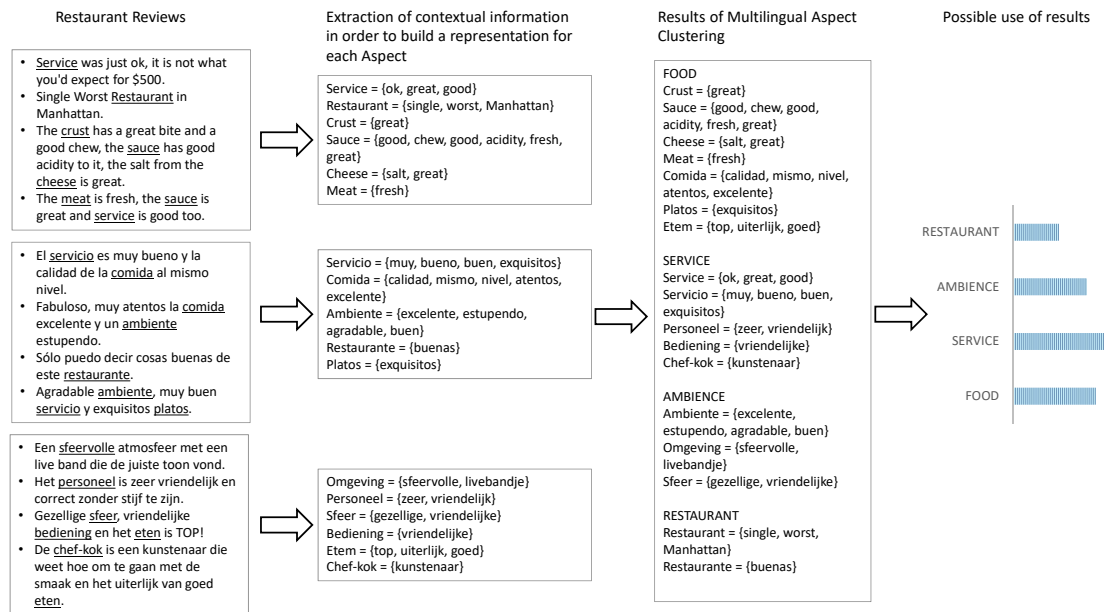 Restaurant Reviews
• Service was just ok, it is not what
you'd expect for $500.
• Single Worst Restaurant in
Manhattan.
• The crust has a great bite and a
good chew, the sauce has good
acidity to it, the salt from the
cheese is great.
• The meat is fresh, the sauce is
great and service is good too.
• El servicio es muy bueno y la
calidad de la comida al mismo
nivel.
• Fabuloso, muy atentos la comida
excelente y un ambiente
estupendo.
• Sólo puedo decir cosas buenas de
este restaurante.
• Agradable ambiente, muy buen
servicio y exquisitos platos.
• Een sfeervolle atmosfeer met een
live band die de juiste toon vond.
• Het personeel is zeer vriendelijk en
correct zonder stijf te zijn.
• Gezellige sfeer, vriendelijke
bediening en het eten is TOP!
• De chef-kok is een kunstenaar die
weet hoe om te gaan met de
smaak en het uiterlijk van goed
eten.
Extraction of contextual information
in order to build a representation for
each Aspect
Service = {ok, great, good}
Restaurant = {single, worst, Manhattan}
Crust = {great}
Sauce = {good, chew, good, acidity, fresh,
great}
Cheese = {salt, great}
Meat = {fresh}
Servicio = {muy, bueno, buen, exquisitos}
Comida = {calidad, mismo, nivel, atentos,
excelente}
Ambiente = {excelente, estupendo,
agradable, buen}
Restaurante = {buenas}
Platos = {exquisitos}
Omgeving = {sfeervolle, livebandje}
Personeel = {zeer, vriendelijk}
Sfeer = {gezellige, vriendelijke}
Bediening = {vriendelijke}
Etem = {top, uiterlijk, goed}
Chef-kok = {kunstenaar}
Results of Multilingual Aspect
Clustering
FOOD
Crust = {great}
Sauce = {good, chew, good,
acidity, fresh, great}
Cheese = {salt, great}
Meat = {fresh}
Comida = {calidad, mismo, nivel,
atentos, excelente}
Platos = {exquisitos}
Etem = {top, uiterlijk, goed}
SERVICE
Service = {ok, great, good}
Servicio = {muy, bueno, buen,
exquisitos}
Personeel = {zeer, vriendelijk}
Bediening = {vriendelijke}
Chef-kok = {kunstenaar}
AMBIENCE
Ambiente = {excelente,
estupendo, agradable, buen}
Omgeving = {sfeervolle,
livebandje}
Sfeer = {gezellige, vriendelijke}
RESTAURANT
Restaurant = {single, worst,
Manhattan}
Restaurante = {buenas}
Possible use of results
RESTAURANT
AMBIENCE
SERVICE
FOOD